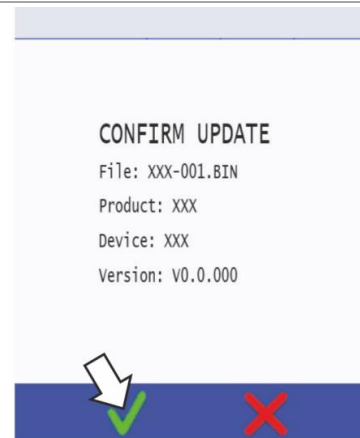 CONFIRM UPDATE
File: XXX-001.BIN
Product: XXX
Device: XXX
Version: V0.0.000